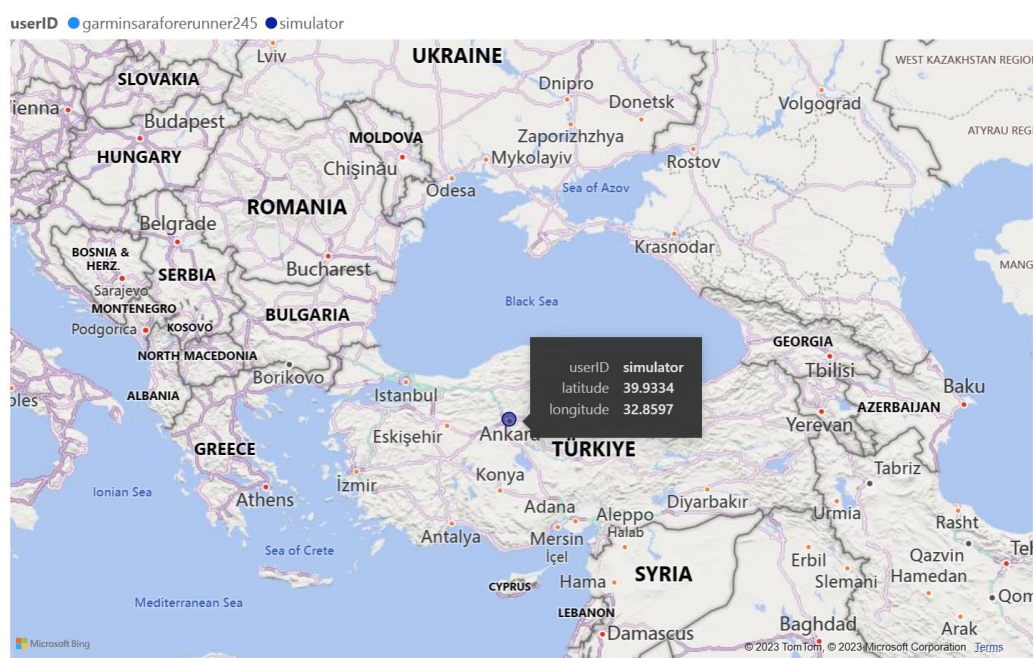 userID garminsaraforerunner245 simulator
Lviv
UKRAINE
WEST KAZAKHSTAN REGIO
SLOVAKIA
Dnipro
ienna
Donetsk
Volgograd
Budapest
ATYRAU REG
MOLDOVA
Zaporizhzhya
HUNGARY
Mykolayiv
Rostov
Chişinău
Odesa
Sea of Azov
ROMANIA
Belgrade
Krasnodar
BOSNIA &
HERZ.
SERBIA
Bucharest
MANG
Sarajevo
Black Sea
MONTENEGRO
BULGARIA
Podgorica
KOSOVO
GEORGIA
NORTH MACEDONIA
userID simulator
Tbilisi
Borikovo
latitude 39.9334
Baku
ALBANIA
Istanbul
longitude 32.8597
AZERBAIJAN
ples
Yerevan
Eskişehir
Ankara
GREECE
TÜRKIYE
Tabriz
Konya
İzmir
Ionian Sea
Athens
Diyarbakır
Adana
Aleppo
Urmia
Rasht
Halab
Antalya
Mersin
İçel
Sea of Crete
Tel
Qazvin
Erbil
CYPRUS
Hama
SYRIA
Slemani
Hamedan
Qom
Mediterranean Sea
LEBANON
Baghdad
Damascus
Arak
Microsoft Bing
© 2023 TomTom, © 2023 Microsoft Corporation Terms